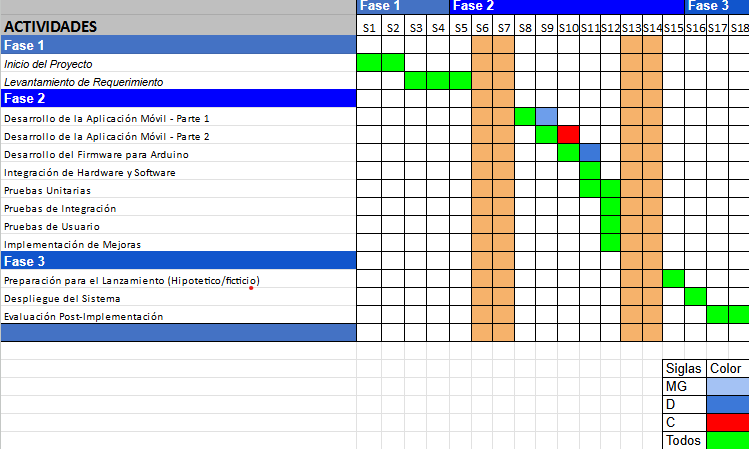 Fase 1 Fase 2 Fase 3
ACTIVIDADES S1 S2 S3 S4 S5 S6 S7 S8 S9 S10 S11 S12 S13 S14 S15 S16 S17 S18
Fase 1
Inicio del Proyecto
Levantamiento de Requerimiento
Fase 2
Desarrollo de la Aplicación Móvil - Parte 1
Desarrollo de la Aplicación Móvil - Parte 2
Desarrollo del Firmware para Arduino
Integración de Hardware y Software
Pruebas Unitarias
Pruebas de Integración
Pruebas de Usuario
Implementación de Mejoras
Fase 3
Preparación para el Lanzamiento (Hipotetico/ficticio)
Despliegue del Sistema
Evaluación Post-Implementación
Siglas Color
MG
D
C
Todos